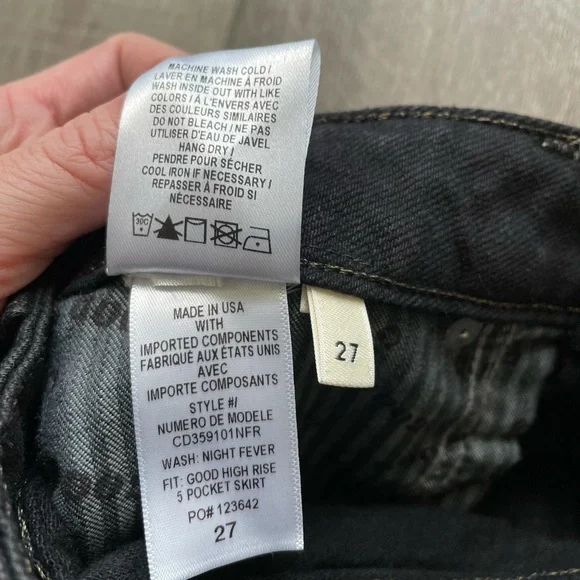 MACHINE WASH COLD /
LAVER EN MACHINE À FROID
WASH INSIDE OUT WITH LIKE
COLORS / À L'ENVERS AVEC
DES COULEURS SIMILAIRS
DO NOT BLEACH / NE PAS
UTILISER D'EAU DE JAVEL
HANG DRY /
PENDRE POUR SÉCHER
COOL IRON IF NECESSARY /
REPASSER À FROID SI
NÉCESSAIRE
30C
MADE IN USA
WITH
IMPORTED COMPONENTS
FABRIQUÉ AUX ÉTATS UNIS
AVEC
IMPORTE COMPOSANTS
STYLE #/
NUMERO DE MODELE
CD359101NFR
WASH: NIGHT FEVER
FIT: GOOD HIGH RISE
5 POCKET SKIRT
PO# 123642
27
27